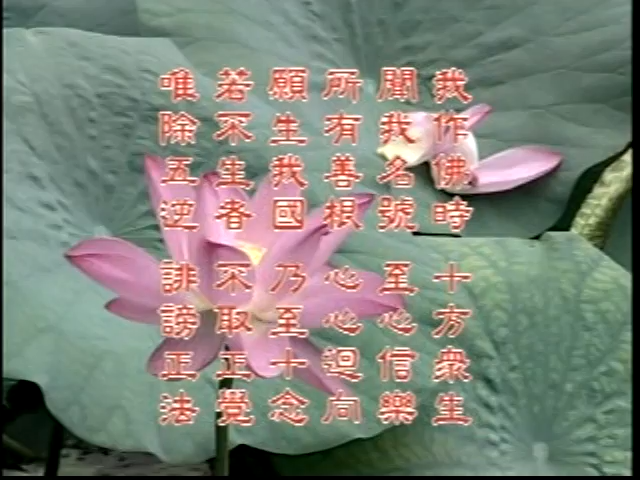 我作佛時十方衆生
聞我名號至心信樂
所有善根心心迴向
願生我國乃至十念
若不生者不取正覺
唯除五逆誹謗正法